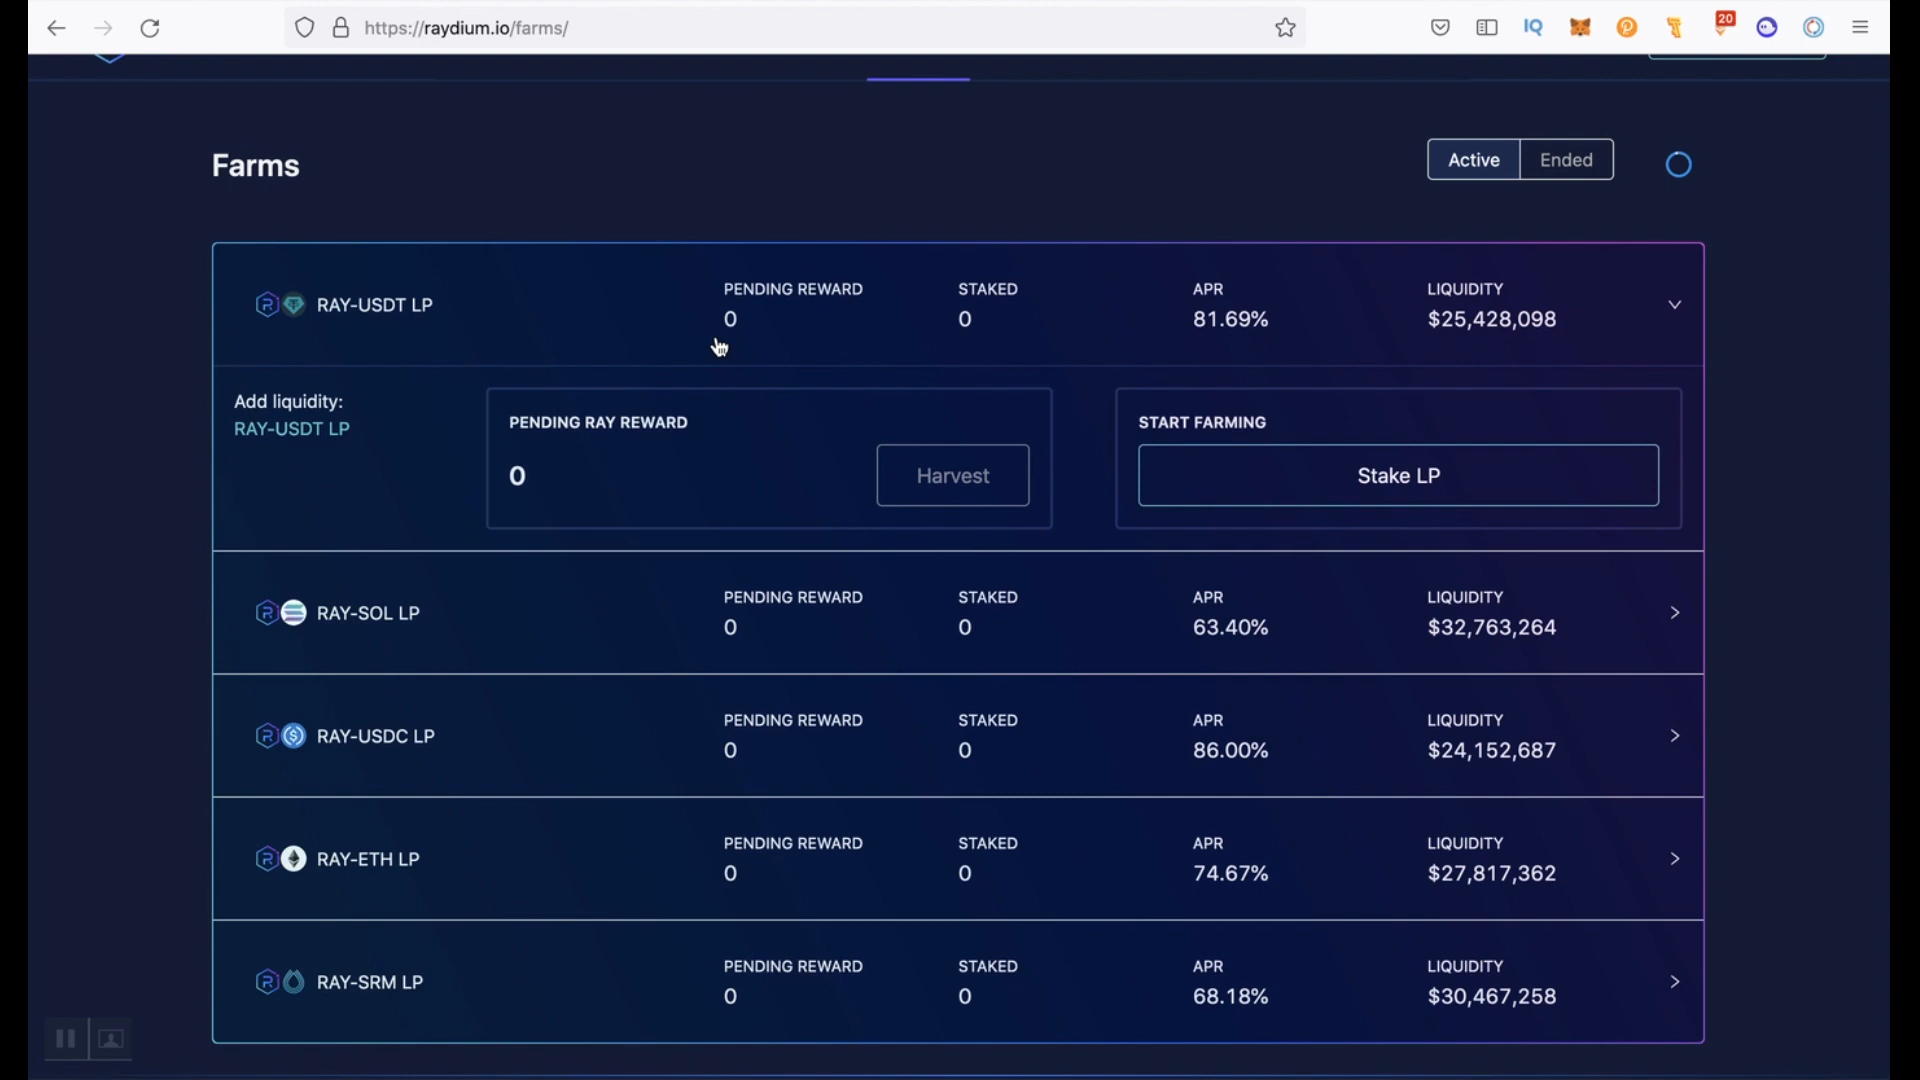 https://raydium.io/farms/
IQ
20
Farms
Active
Ended
RAY-USDT LP
PENDING REWARD
0
STAKED
0
APR
81.69%
LIQUIDITY
$25,428,098
Add liquidity:
RAY-USDT LP
PENDING RAY REWARD
0
Harvest
START FARMING
Stake LP
RAY-SOL LP
PENDING REWARD
0
STAKED
0
APR
63.40%
LIQUIDITY
$32,763,264
RAY-USDC LP
PENDING REWARD
0
STAKED
0
APR
86.00%
LIQUIDITY
$24,152,687
RAY-ETH LP
PENDING REWARD
0
STAKED
0
APR
74.67%
LIQUIDITY
$27,817,362
RAY-SRM LP
PENDING REWARD
0
STAKED
0
APR
68.18%
LIQUIDITY
$30,467,258